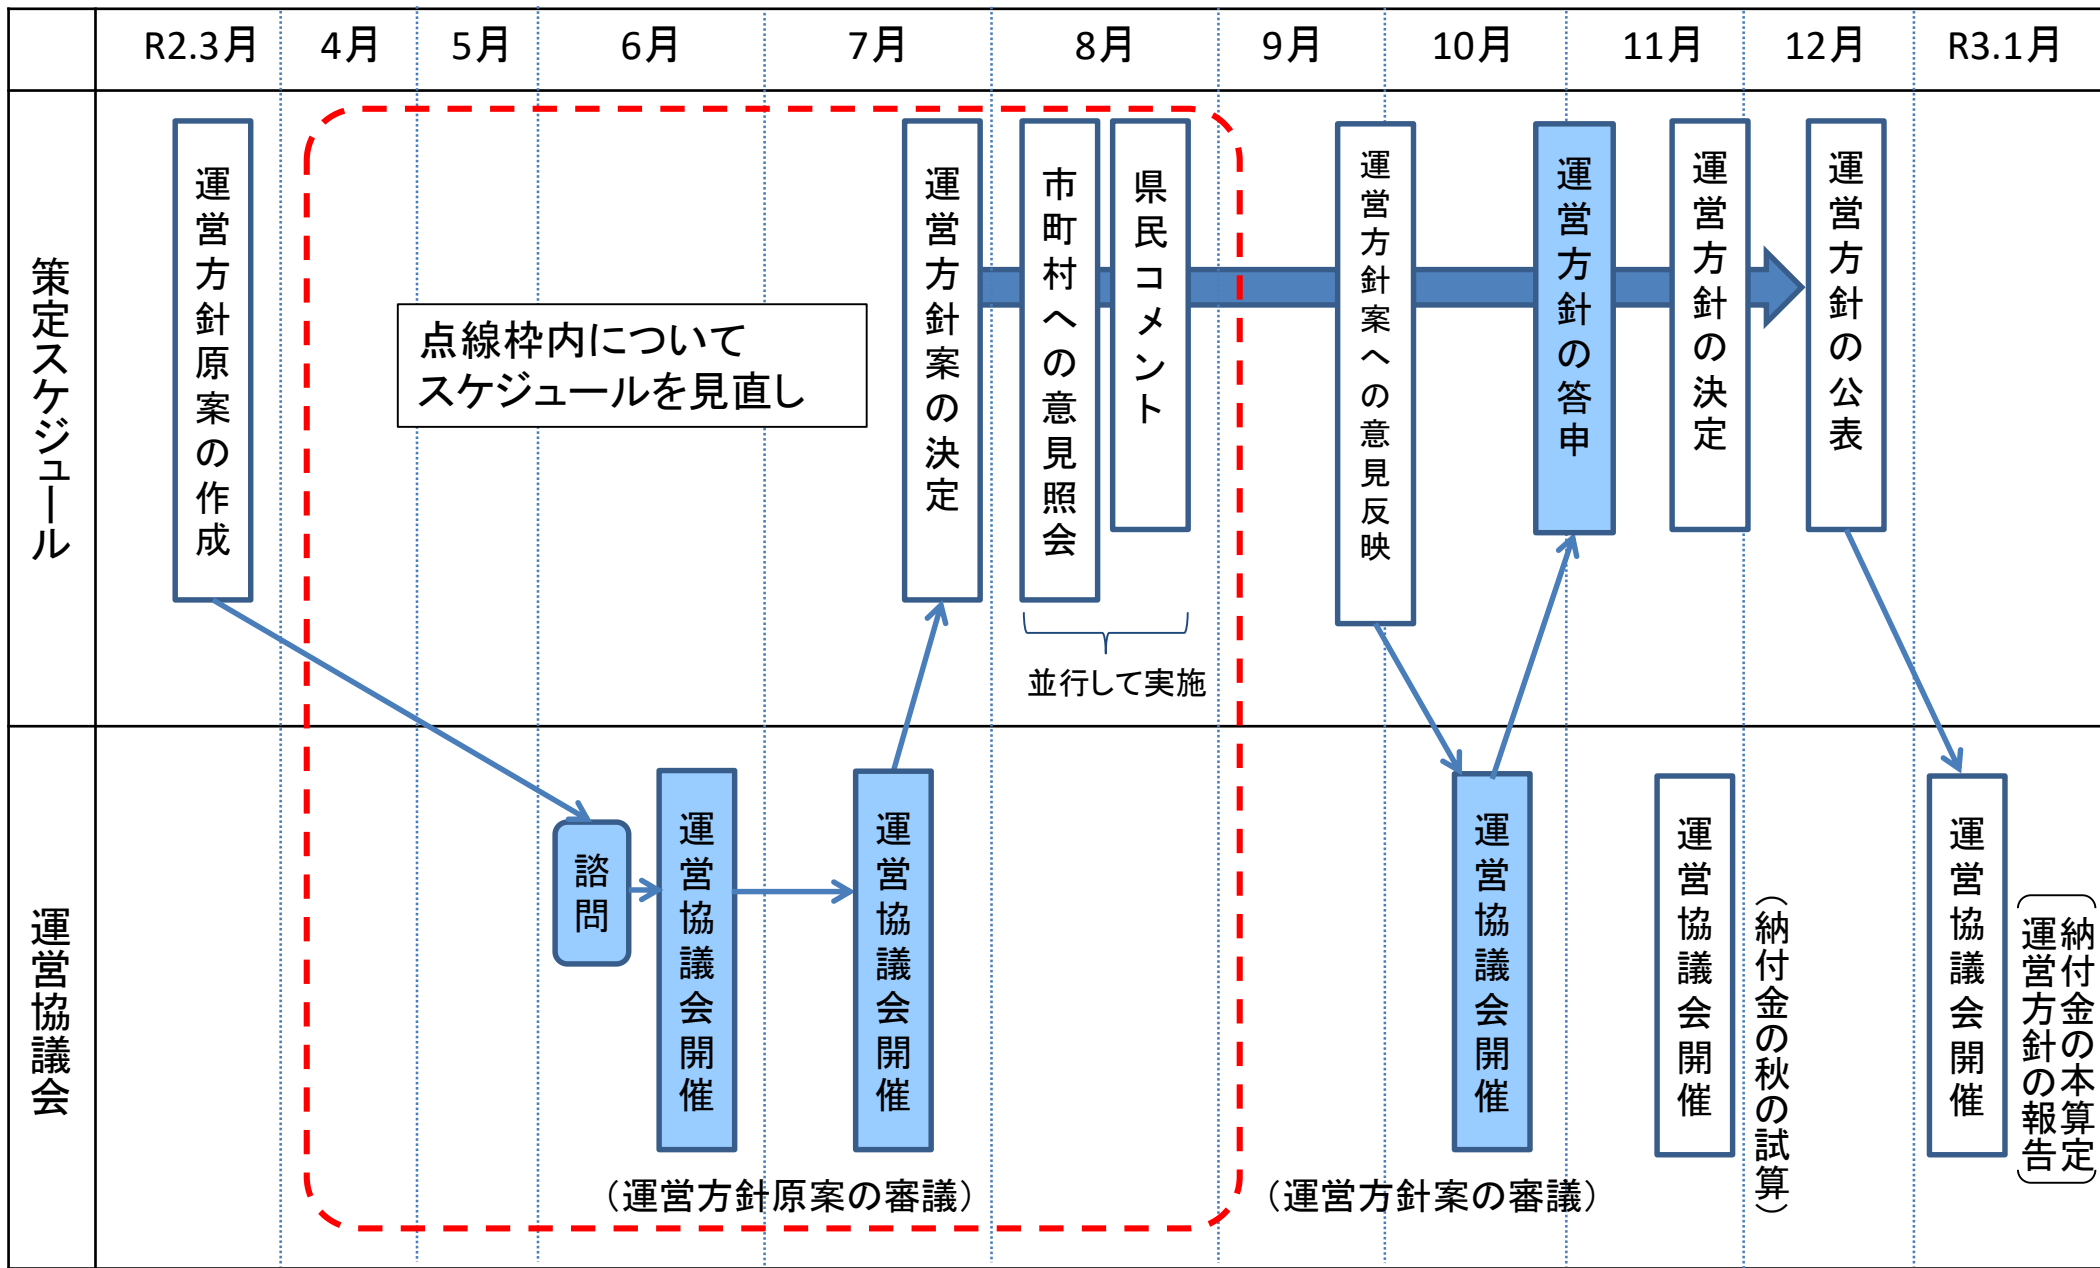 R2.3月
4月
5月
6月
7月
8月
9月
10月
11月
12月
R3.1月
策定スケジュール
運営方針原案の作成
点線枠内について
スケジュールを見直し
運営方針案の決定
市町村への意見照会
県民コメント
並行して実施
運営方針案への意見反映
運営方針の答申
運営方針の決定
運営方針の公表
運営協議会
諮問
運営協議会開催
運営協議会開催
（運営方針原案の審議）
運営協議会開催
（運営方針案の審議）
運営協議会開催
（納付金の秋の試算）
運営協議会開催
納付金の本算定
運営方針の報告